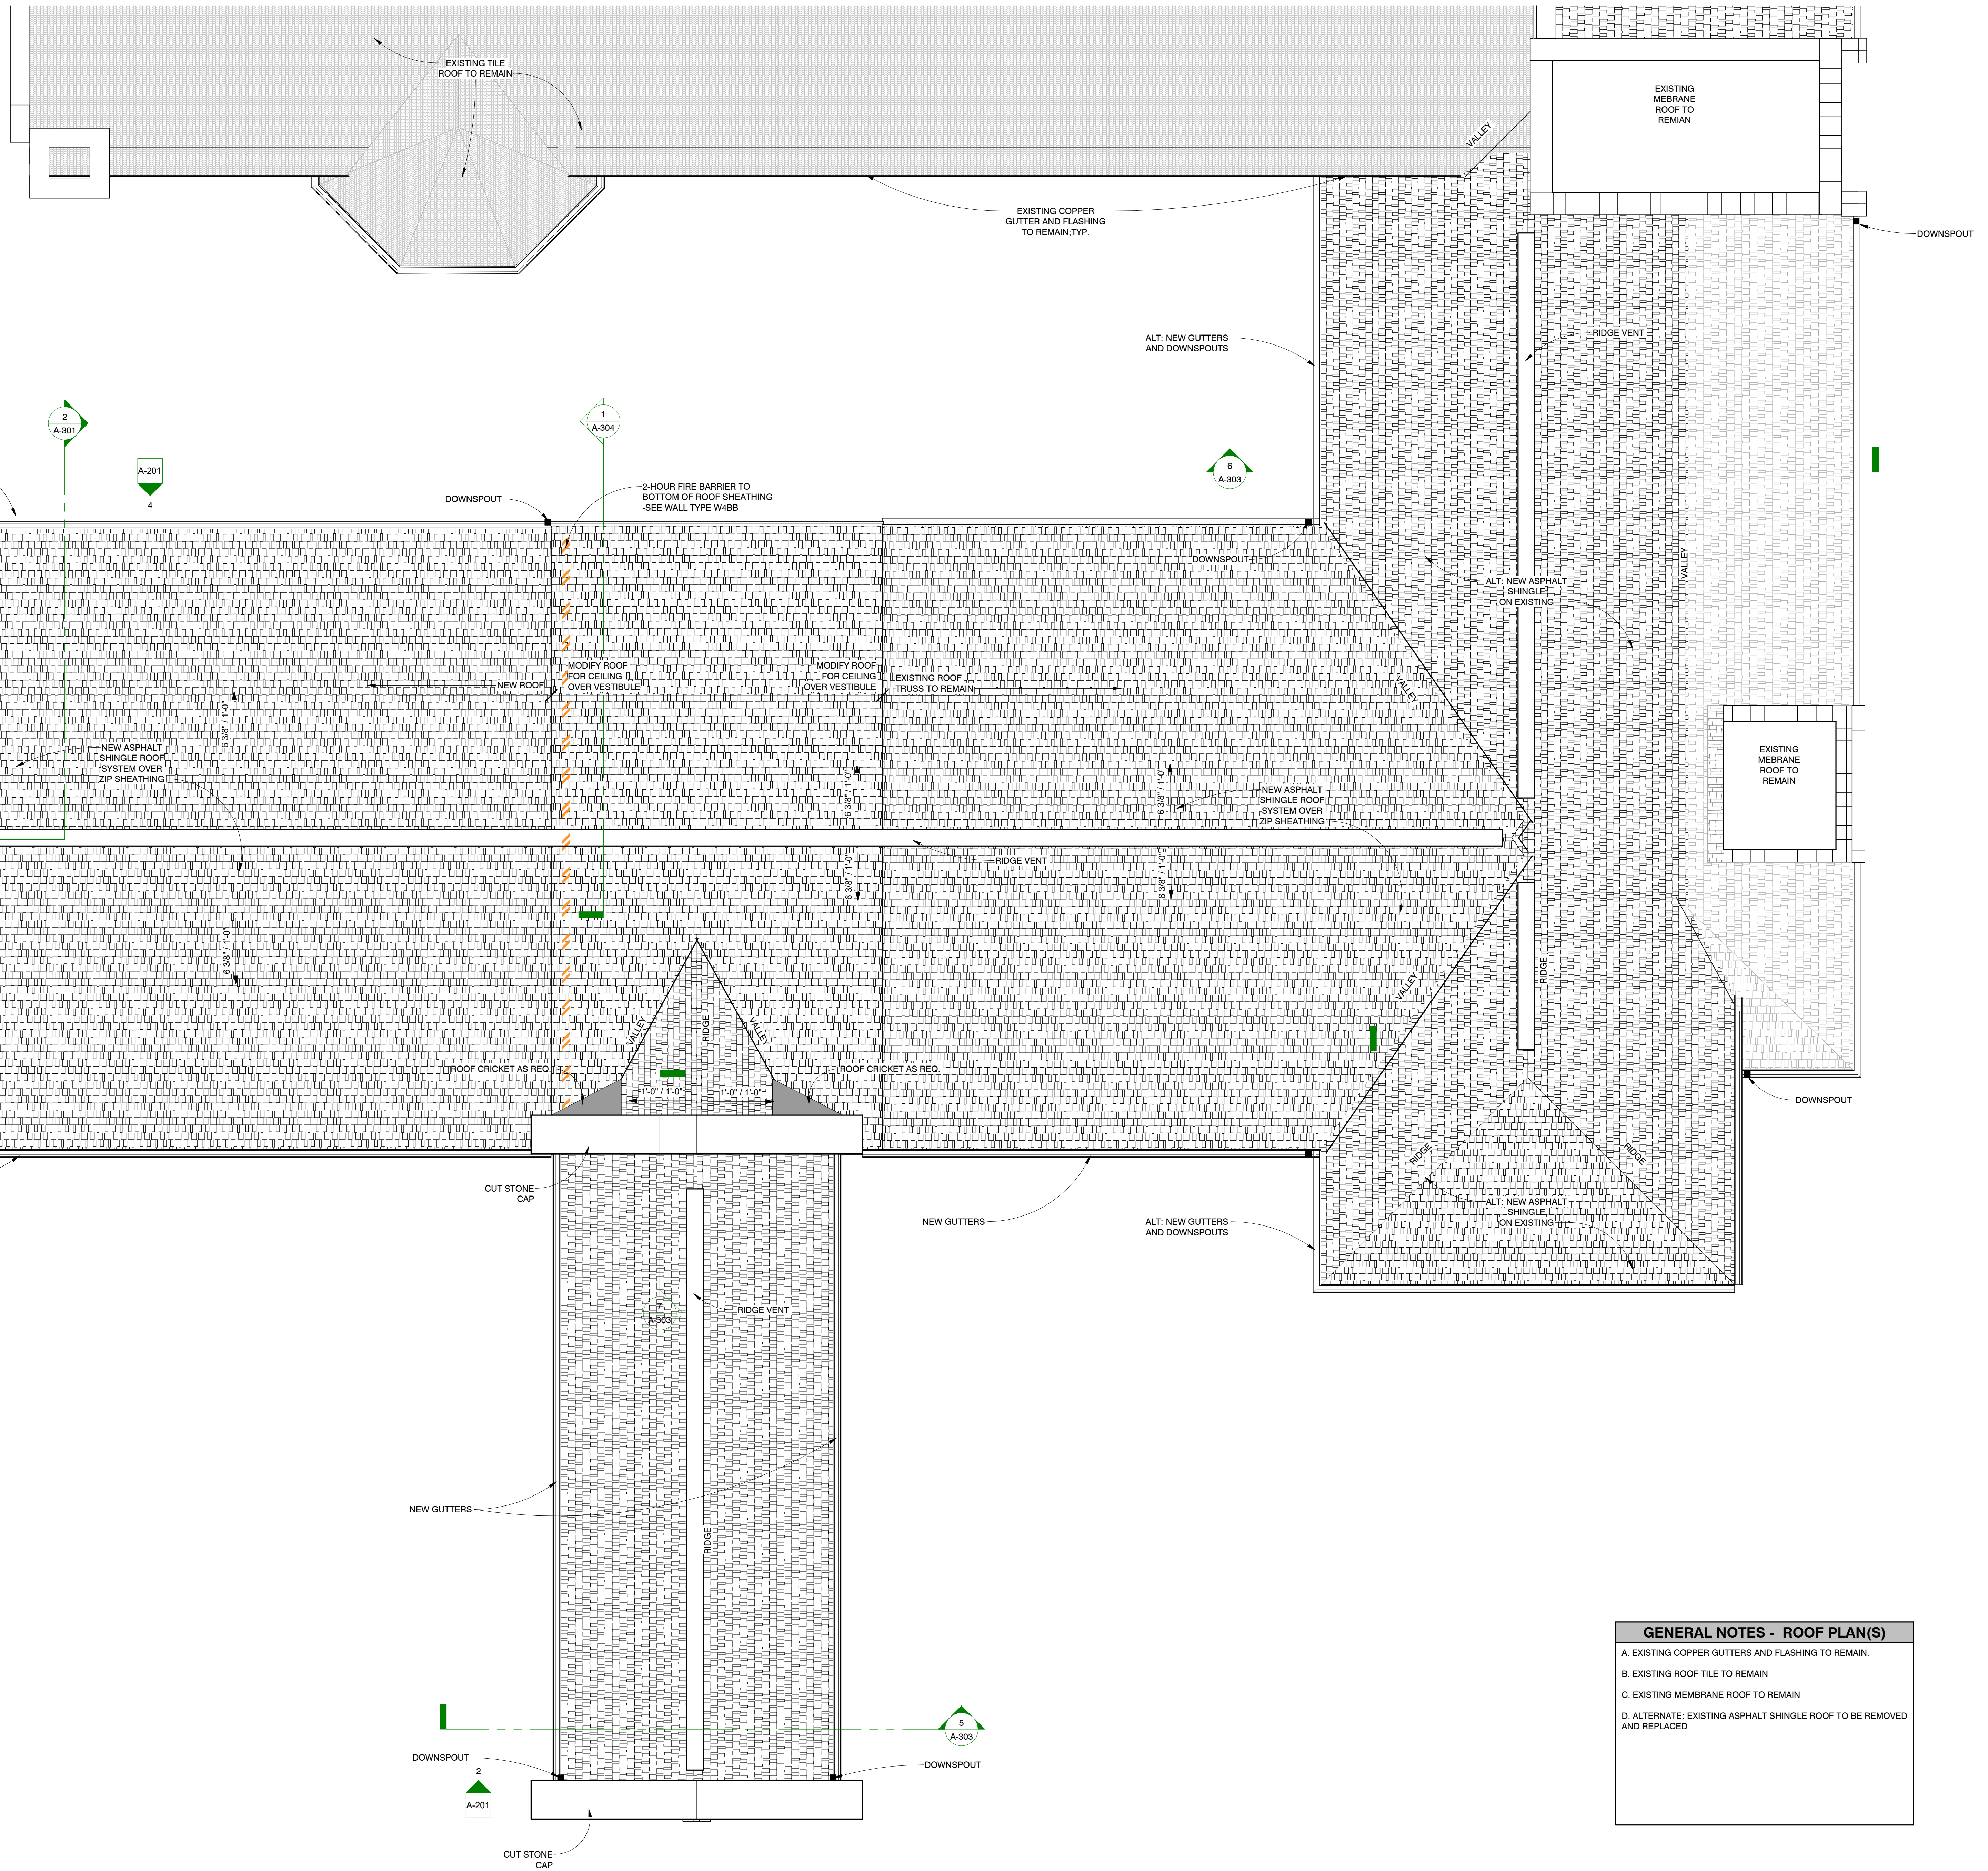 EXISTING TILE
ROOF TO REMAIN
EXISTING
MEBRANE
ROOF TO
REMIAN
VALLEY
EXISTING COPPER
GUTTER AND FLASHING
TO REMAIN;TYP.
DOWNSPOUT
RIDGE VENT
ALT: NEW GUTTERS
AND DOWNSPOUTS
2
A-301
1
A-304
A-201
4
6
A-303
DOWNSPOUT
2-HOUR FIRE BARRIER TO
BOTTOM OF ROOF SHEATHING
-SEE WALL TYPE W4BB
DOWNSPOUT
VALLEY
ALT: NEW ASPHALT
SHINGLE
ON EXISTING
MODIFY ROOF
FOR CEILING
OVER VESTIBULE
MODIFY ROOF
FOR CEILING
OVER VESTIBULE
NEW ROOF
EXISTING ROOF
TRUSS TO REMAIN
VALLEY
6 3/8" / 1'-0"
NEW ASPHALT
SHINGLE ROOF
SYSTEM OVER
ZIP SHEATHING
6 3/8" / 1'-0"
6 3/8" / 1'-0"
NEW ASPHALT
SHINGLE ROOF
SYSTEM OVER
ZIP SHEATHING
EXISTING
MEBRANE
ROOF TO
REMAIN
RIDGE VENT
6 3/8" / 1'-0"
6 3/8" / 1'-0"
6 3/8" / 1'-0"
RIDGE
VALLEY
VALLEY
RIDGE
VALLEY
ROOF CRICKET AS REQ.
ROOF CRICKET AS REQ.
1'-0" / 1'-0"
1'-0" / 1'-0"
DOWNSPOUT
RIDGE
RIDGE
CUT STONE
CAP
NEW GUTTERS
ALT: NEW GUTTERS
AND DOWNSPOUTS
ALT: NEW ASPHALT
SHINGLE
ON EXISTING
7
A-303
RIDGE VENT
NEW GUTTERS
RIDGE
GENERAL NOTES - ROOF PLAN(S)
A. EXISTING COPPER GUTTERS AND FLASHING TO REMAIN.
B. EXISTING ROOF TILE TO REMAIN
C. EXISTING MEMBRANE ROOF TO REMAIN
D. ALTERNATE: EXISTING ASPHALT SHINGLE ROOF TO BE REMOVED
AND REPLACED
5
A-303
DOWNSPOUT
DOWNSPOUT
2
A-201
CUT STONE
CAP